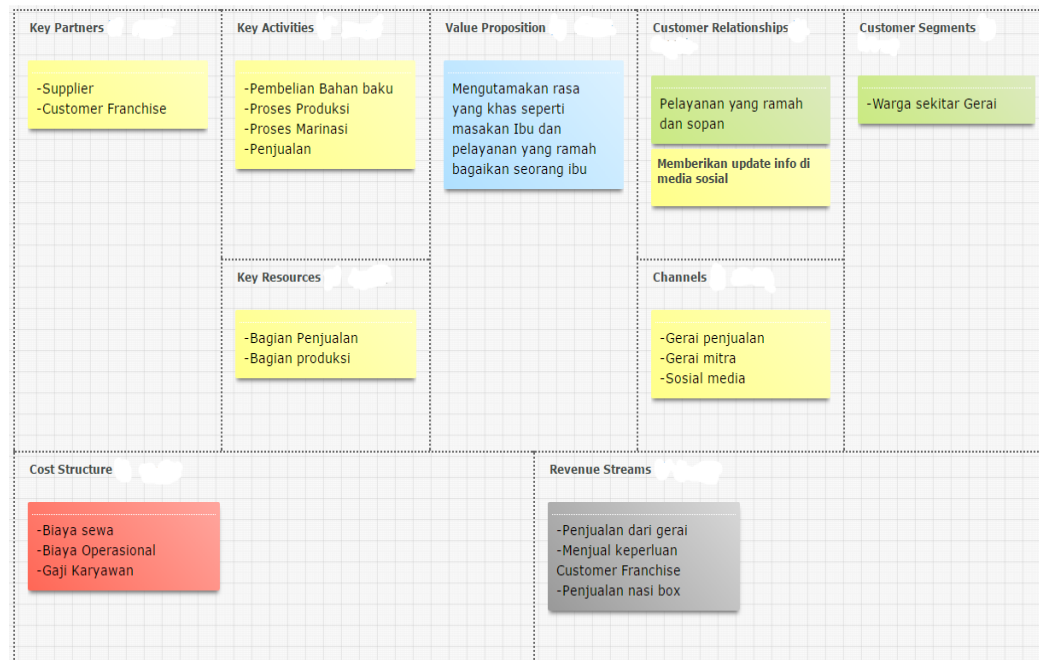 Key Partners
-Supplier
-Customer Franchise
Key Activities
-Pembelian Bahan baku
-Proses Produksi
-Proses Marinasi
-Penjualan
Key Resources
-Bagian Penjualan
-Bagian produksi
Value Proposition
Mengutamakan rasa
yang khas seperti
masakan Ibu dan
pelayanan yang ramah
bagaikan seorang ibu
Customer Relationships
Pelayanan yang ramah
dan sopan
Memberikan update info di
media sosial
Channels
-Gerai penjualan
-Gerai mitra
-Sosial media
Customer Segments
-Warga sekitar Gerai
Cost Structure
-Biaya sewa
-Biaya Operasional
-Gaji Karyawan
Revenue Streams
-Penjualan dari gerai
-Menjual keperluan
Customer Franchise
-Penjualan nasi box